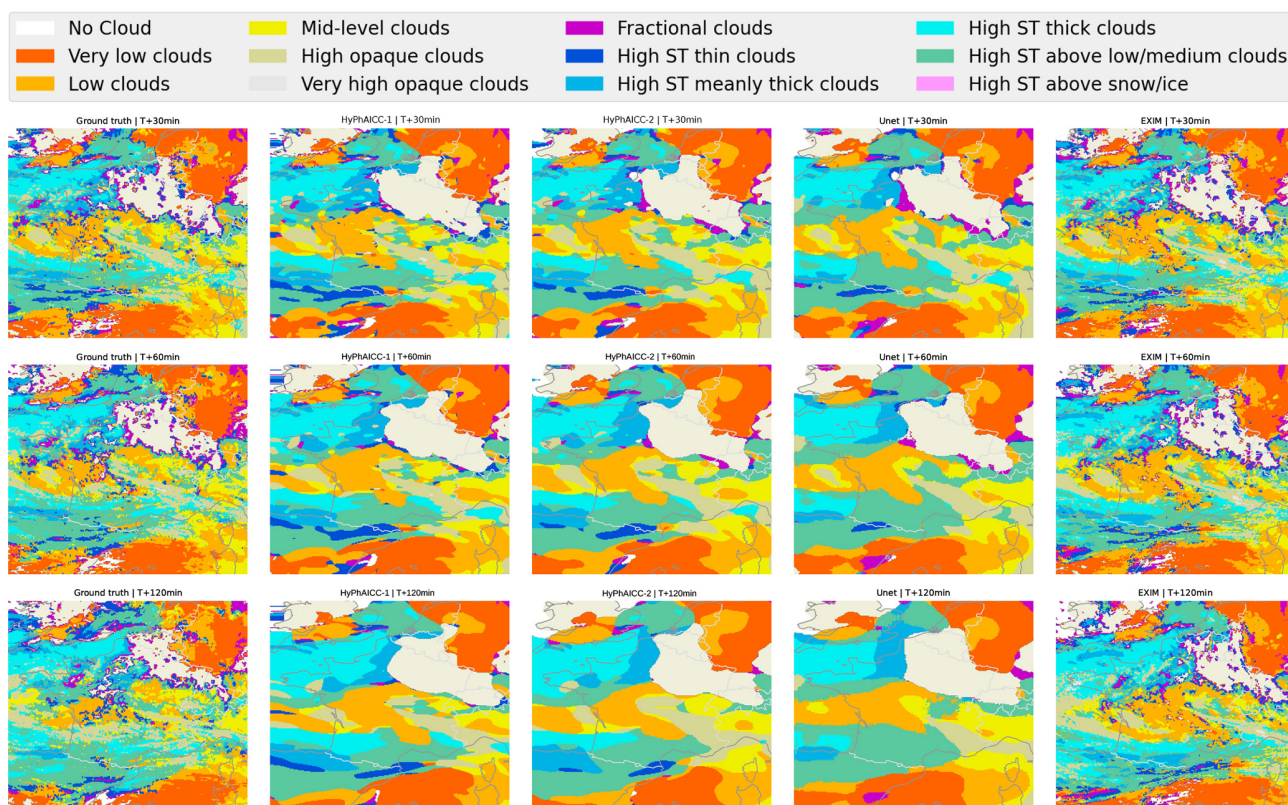 No Cloud
Mid-level clouds
Fractional clouds
High ST thick clouds
Very low clouds
High opaque clouds
High ST thin clouds
High ST above low/medium clouds
Low clouds
Very high opaque clouds
High ST meanly thick clouds
High ST above snow/ice
Ground truth | T+30min
HyPhAICC-1 | T+30min
HyPhAICC-2 | T+30min
Unet | T+30min
EXIM | T+30min
Ground truth | T+60min
HyPhAICC-1 | T+60min
HyPhAICC-2 | T+60min
Unet | T+60min
EXIM | T+60min
Ground truth | T+120min
HyPhAICC-1 | T+120min
HyPhAICC-2 | T+120min
Unet | T+120min
EXIM | T+120min